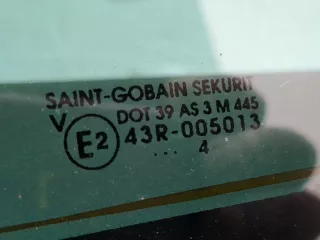 SAINT-GOBAIN SEKURIT
DOT 39 AS 3 M 445
V
E2
43R-005013
... 4